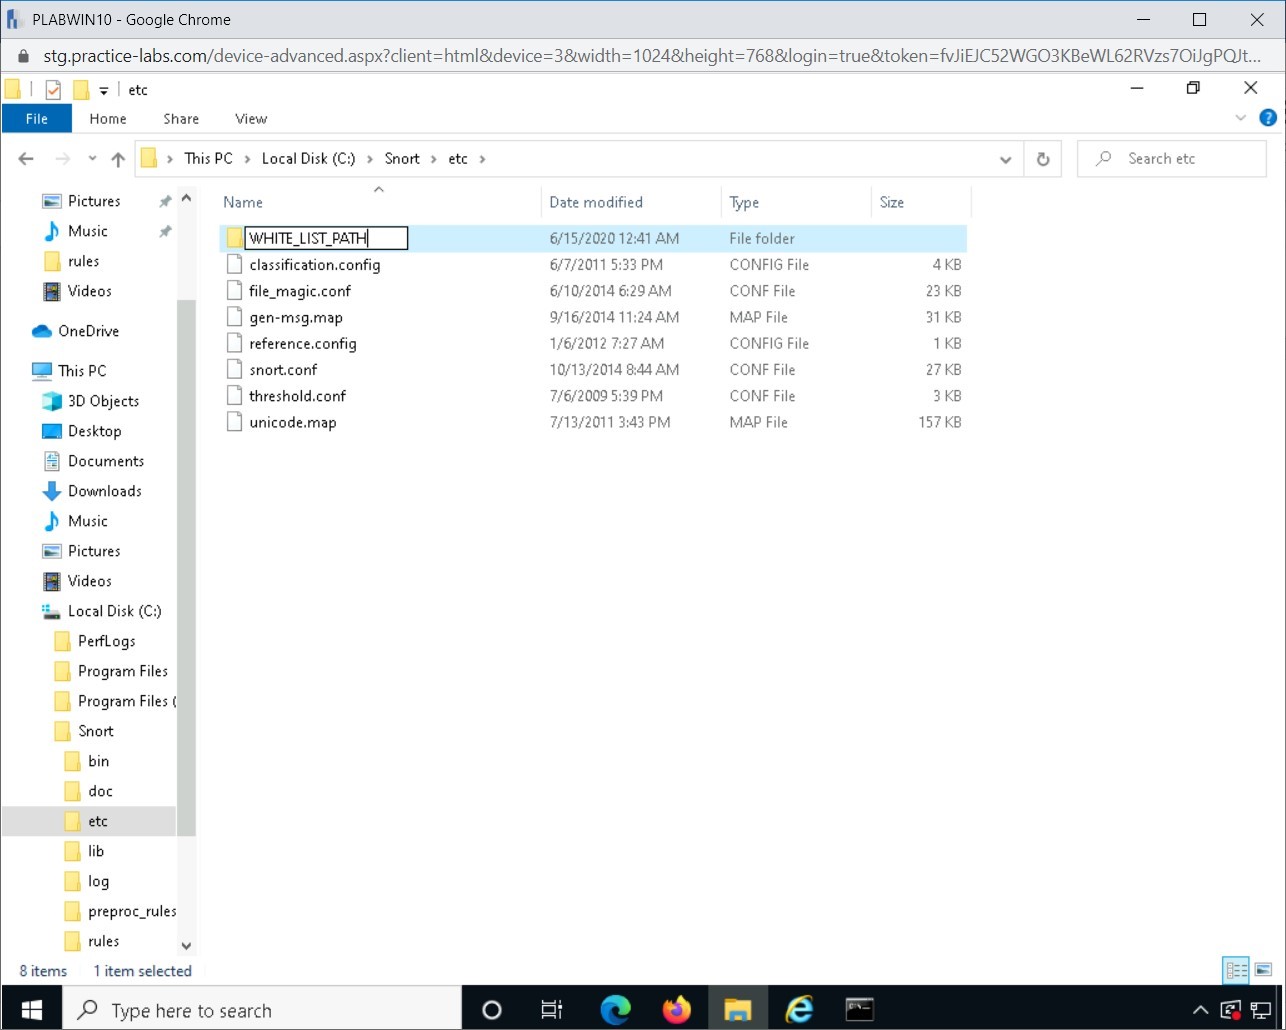 PLABWIN10 - Google Chrome
stg.practice-labs.com/device-advanced.aspx?client=html&device=3&width=1024&height=768&login=true&token=fvJiEJC52WGO3KBeWL62RVzs7OiJgPQJt...
etc
File Home Share View
This PC > Local Disk (C:) > Snort > etc >
Search etc
Name Date modified Type Size
WHITE_LIST_PATH 6/15/2020 12:41 AM File folder
classification.config 6/7/2011 5:33 PM CONFIG File 4 KB
file_magic.conf 6/10/2014 6:29 AM CONF File 23 KB
gen-msg.map 9/16/2014 11:24 AM MAP File 31 KB
reference.config 1/6/2012 7:27 AM CONFIG File 1 KB
snort.conf 10/13/2014 8:44 AM CONF File 27 KB
threshold.conf 7/6/2009 5:39 PM CONF File 3 KB
unicode.map 7/13/2011 3:43 PM MAP File 157 KB
Pictures
Music
rules
Videos
OneDrive
This PC
3D Objects
Desktop
Documents
Downloads
Music
Pictures
Videos
Local Disk (C:)
PerfLogs
Program Files
Program Files (
Snort
bin
doc
etc
lib
log
preproc_rules
rules
8 items 1 item selected
Type here to search